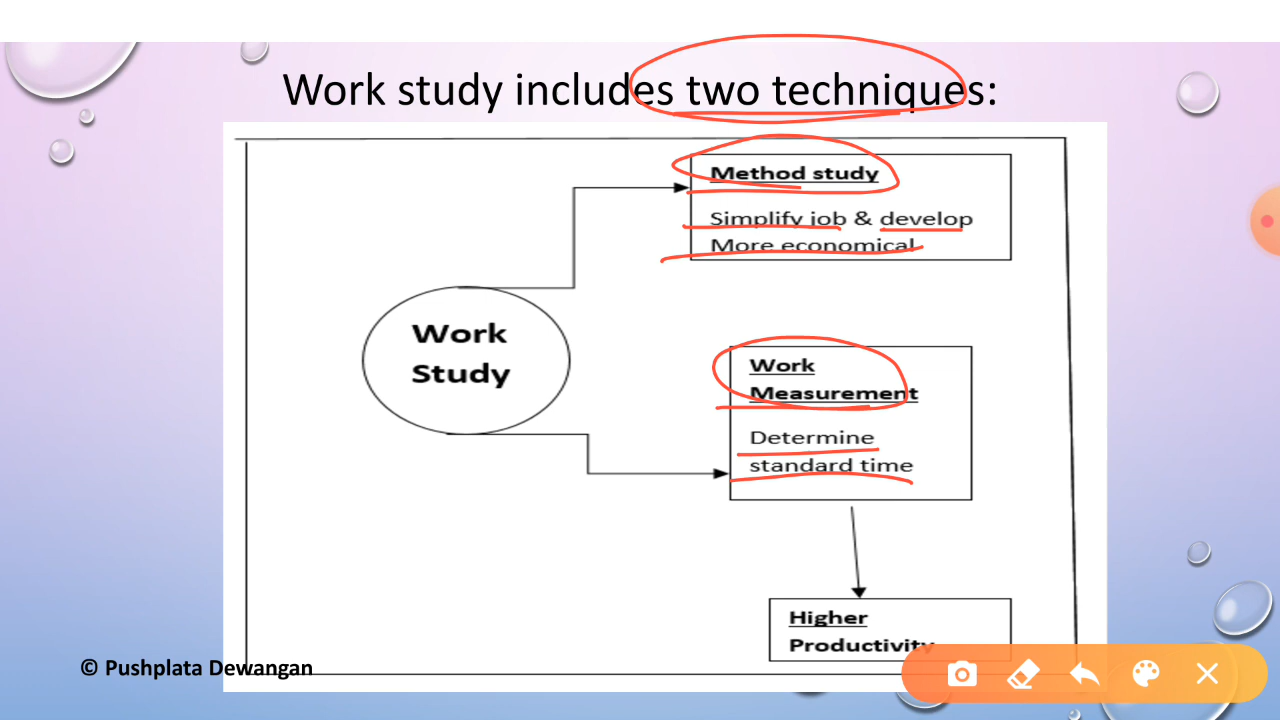 Work study includes two techniques:
Method study
Simplify job & develop
More economical
Work
Study
Work
Measurement
Determine
standard time
Higher
Productivity
© Pushplata Dewangan